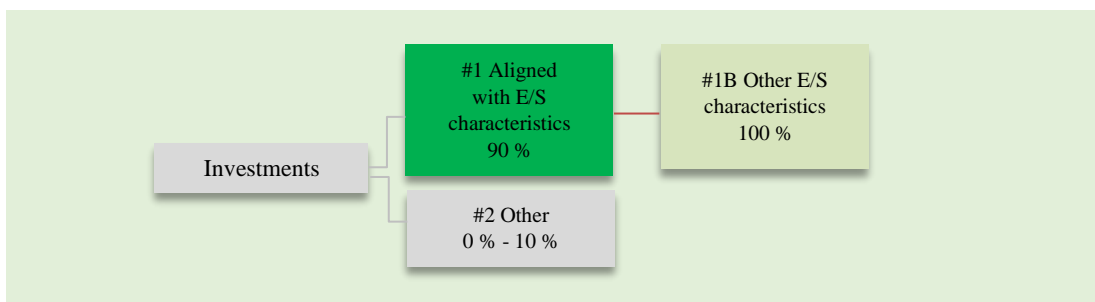 Investments
#1 Aligned
with E/S
characteristics
90 %
#1B Other E/S
characteristics
100 %
#2 Other
0 % - 10 %